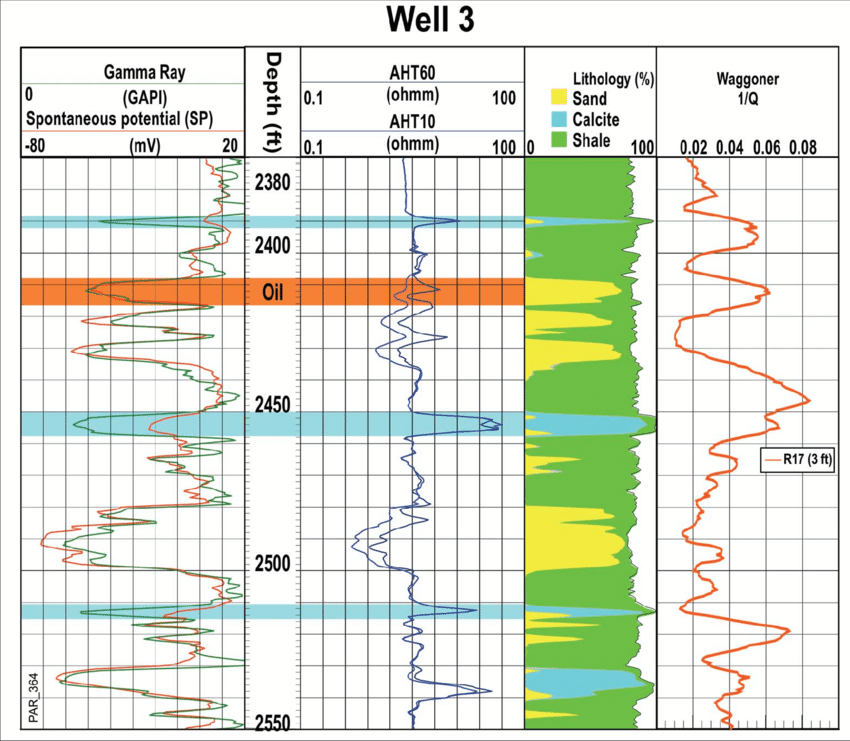 Well 3
Gamma Ray
0
(GAPI)
Spontaneous potential (SP)
-80 (mV) 20
Depth (ft)
AHT60
0.1 (ohmm) 100
AHT10
(ohmm)
0.1 100
Lithology (%)
Sand
Calcite
Shale
0 100
Waggoner
1/Q
0.02 0.04 0.06 0.08
2380
2400
Oil
2450
2500
2550
R17 (3 ft)
PAR_364